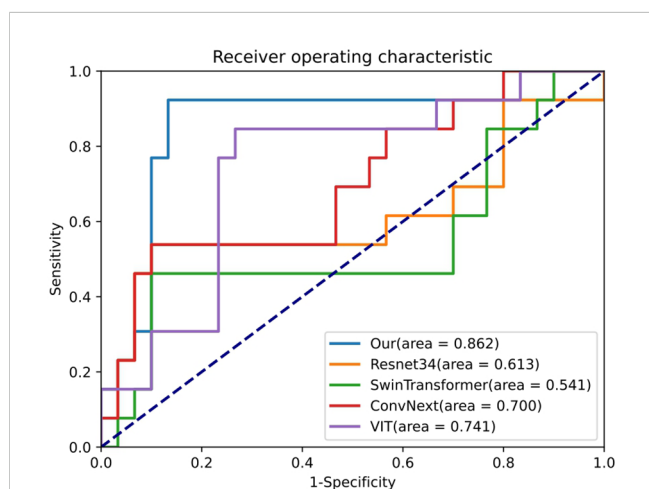 Receiver operating characteristic
1.0
0.8
0.6
0.4
0.2
0.0
Sensitivity
Our(area = 0.862)
Resnet34(area = 0.613)
SwinTransformer(area = 0.541)
ConvNext(area = 0.700)
VIT(area = 0.741)
0.0 0.2 0.4 0.6 0.8 1.0
1-Specificity